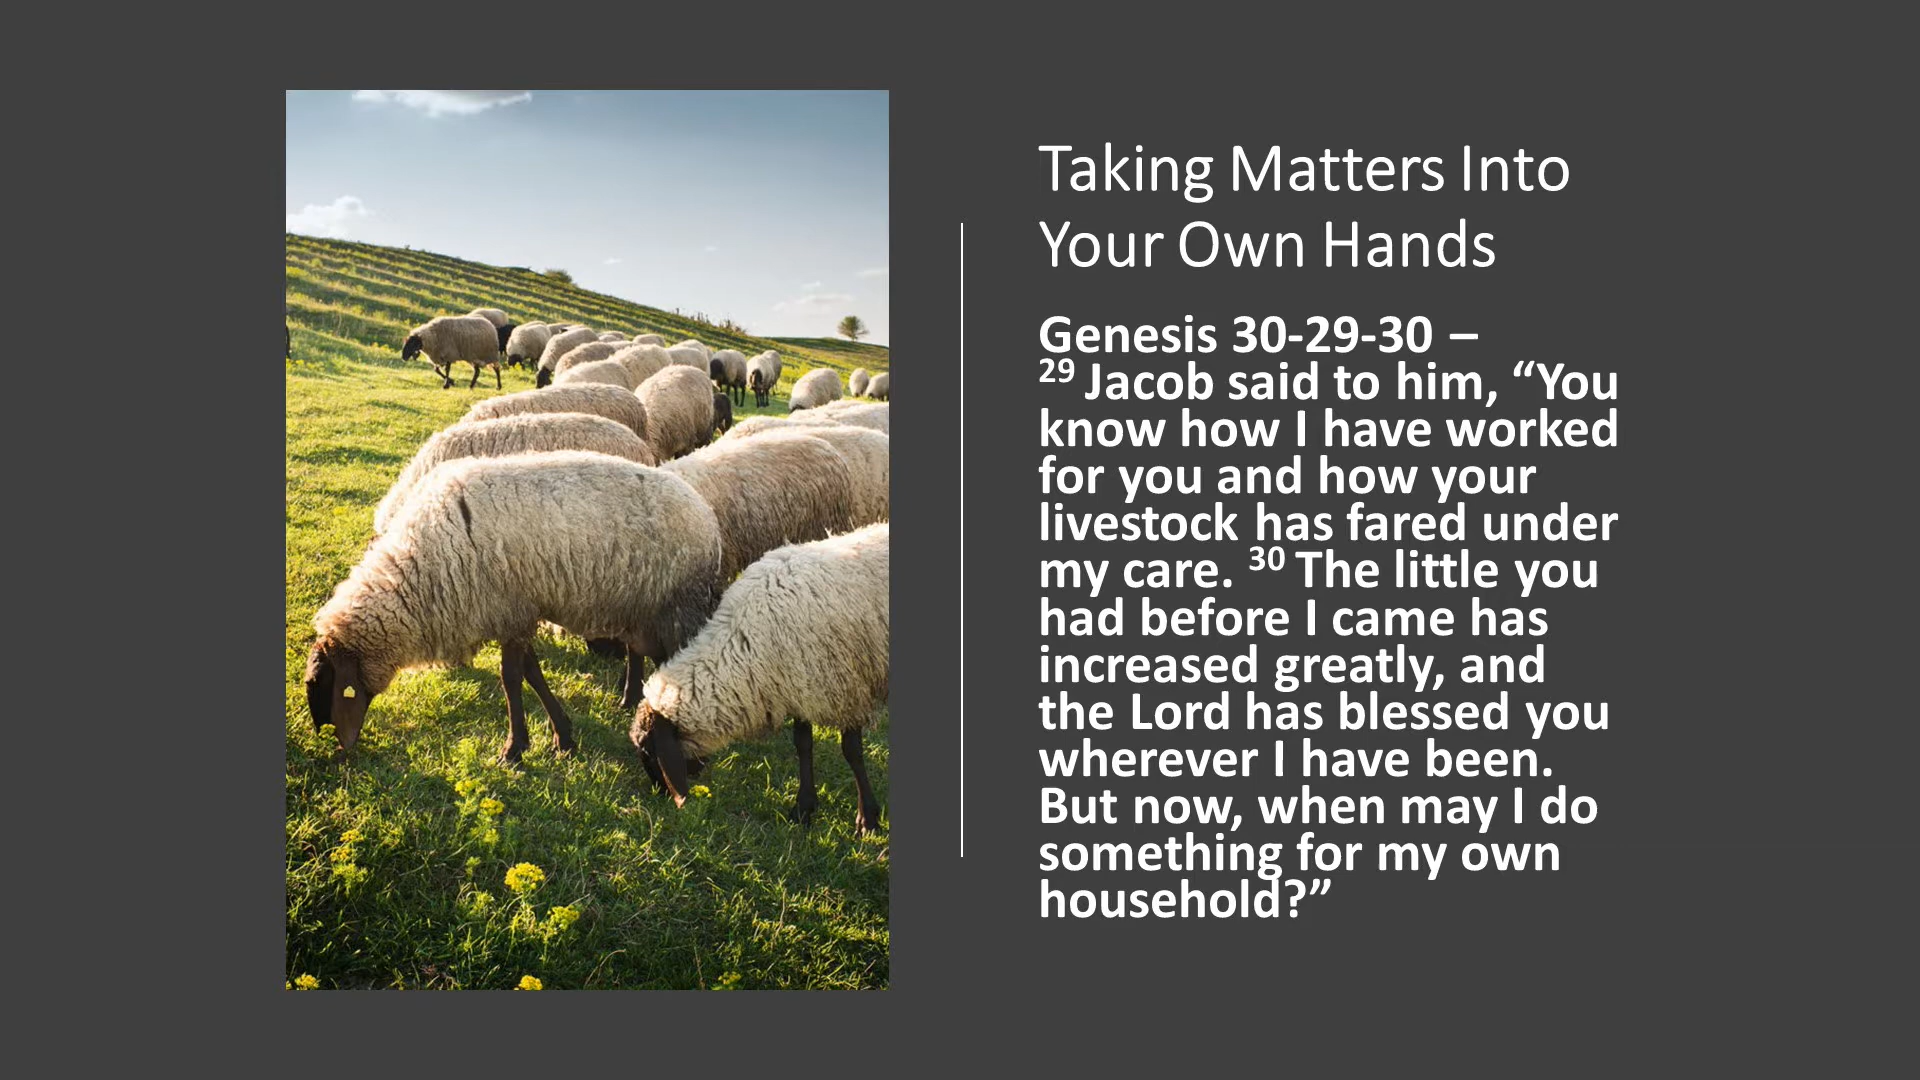 Taking Matters Into
Your Own Hands
Genesis 30-29-30 –
29 Jacob said to him, “You
know how I have worked
for you and how your
livestock has fared under
my care. 30 The little you
had before I came has
increased greatly, and
the Lord has blessed you
wherever I have been.
But now, when may I do
something for my own
household?”